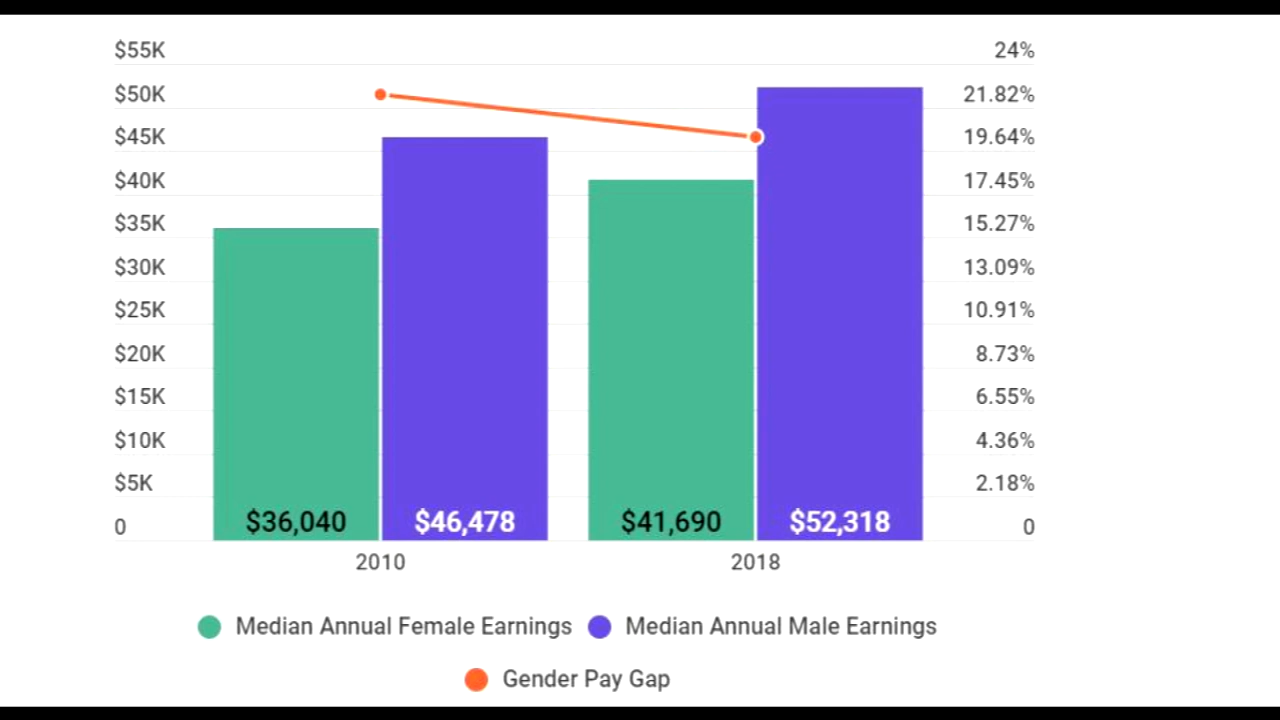 $55K 24%
$50K 21.82%
$45K 19.64%
$40K 17.45%
$35K 15.27%
$30K 13.09%
$25K 10.91%
$20K 8.73%
$15K 6.55%
$10K 4.36%
$5K 2.18%
0 $36,040 $46,478 $41,690 $52,318 0
2010 2018
Median Annual Female Earnings Median Annual Male Earnings
Gender Pay Gap